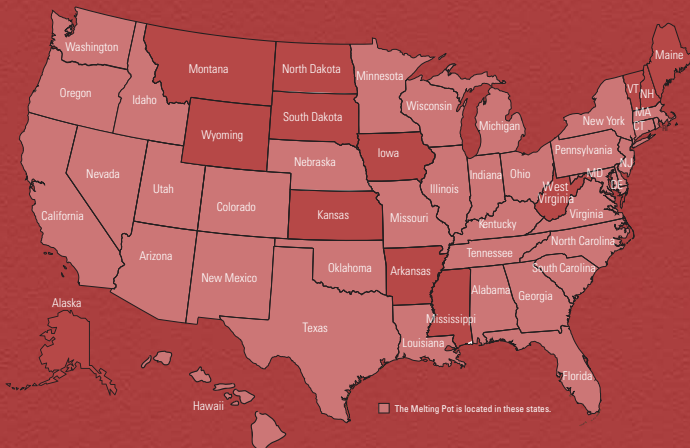 Washington
Maine
Montana
North Dakota
Minnesota
Oregon
VT
NH
Idaho
Wisconsin
MA
South Dakota
New York
Michigan
CT
Wyoming
Iowa
Pennsylvania
Nebraska
NJ
Nevada
Indiana
Ohio
MD
Utah
Illinois
DE
West
Virginia
Colorado
California
Kansas
Missouri
Virginia
Kentucky
North Carolina
Arizona
Tennessee
Oklahoma
South Carolina
Arkansas
New Mexico
Alabama
Georgia
Alaska
Mississippi
Texas
Louisiana
Florida
Hawaii
The Melting Pot is located in these states.